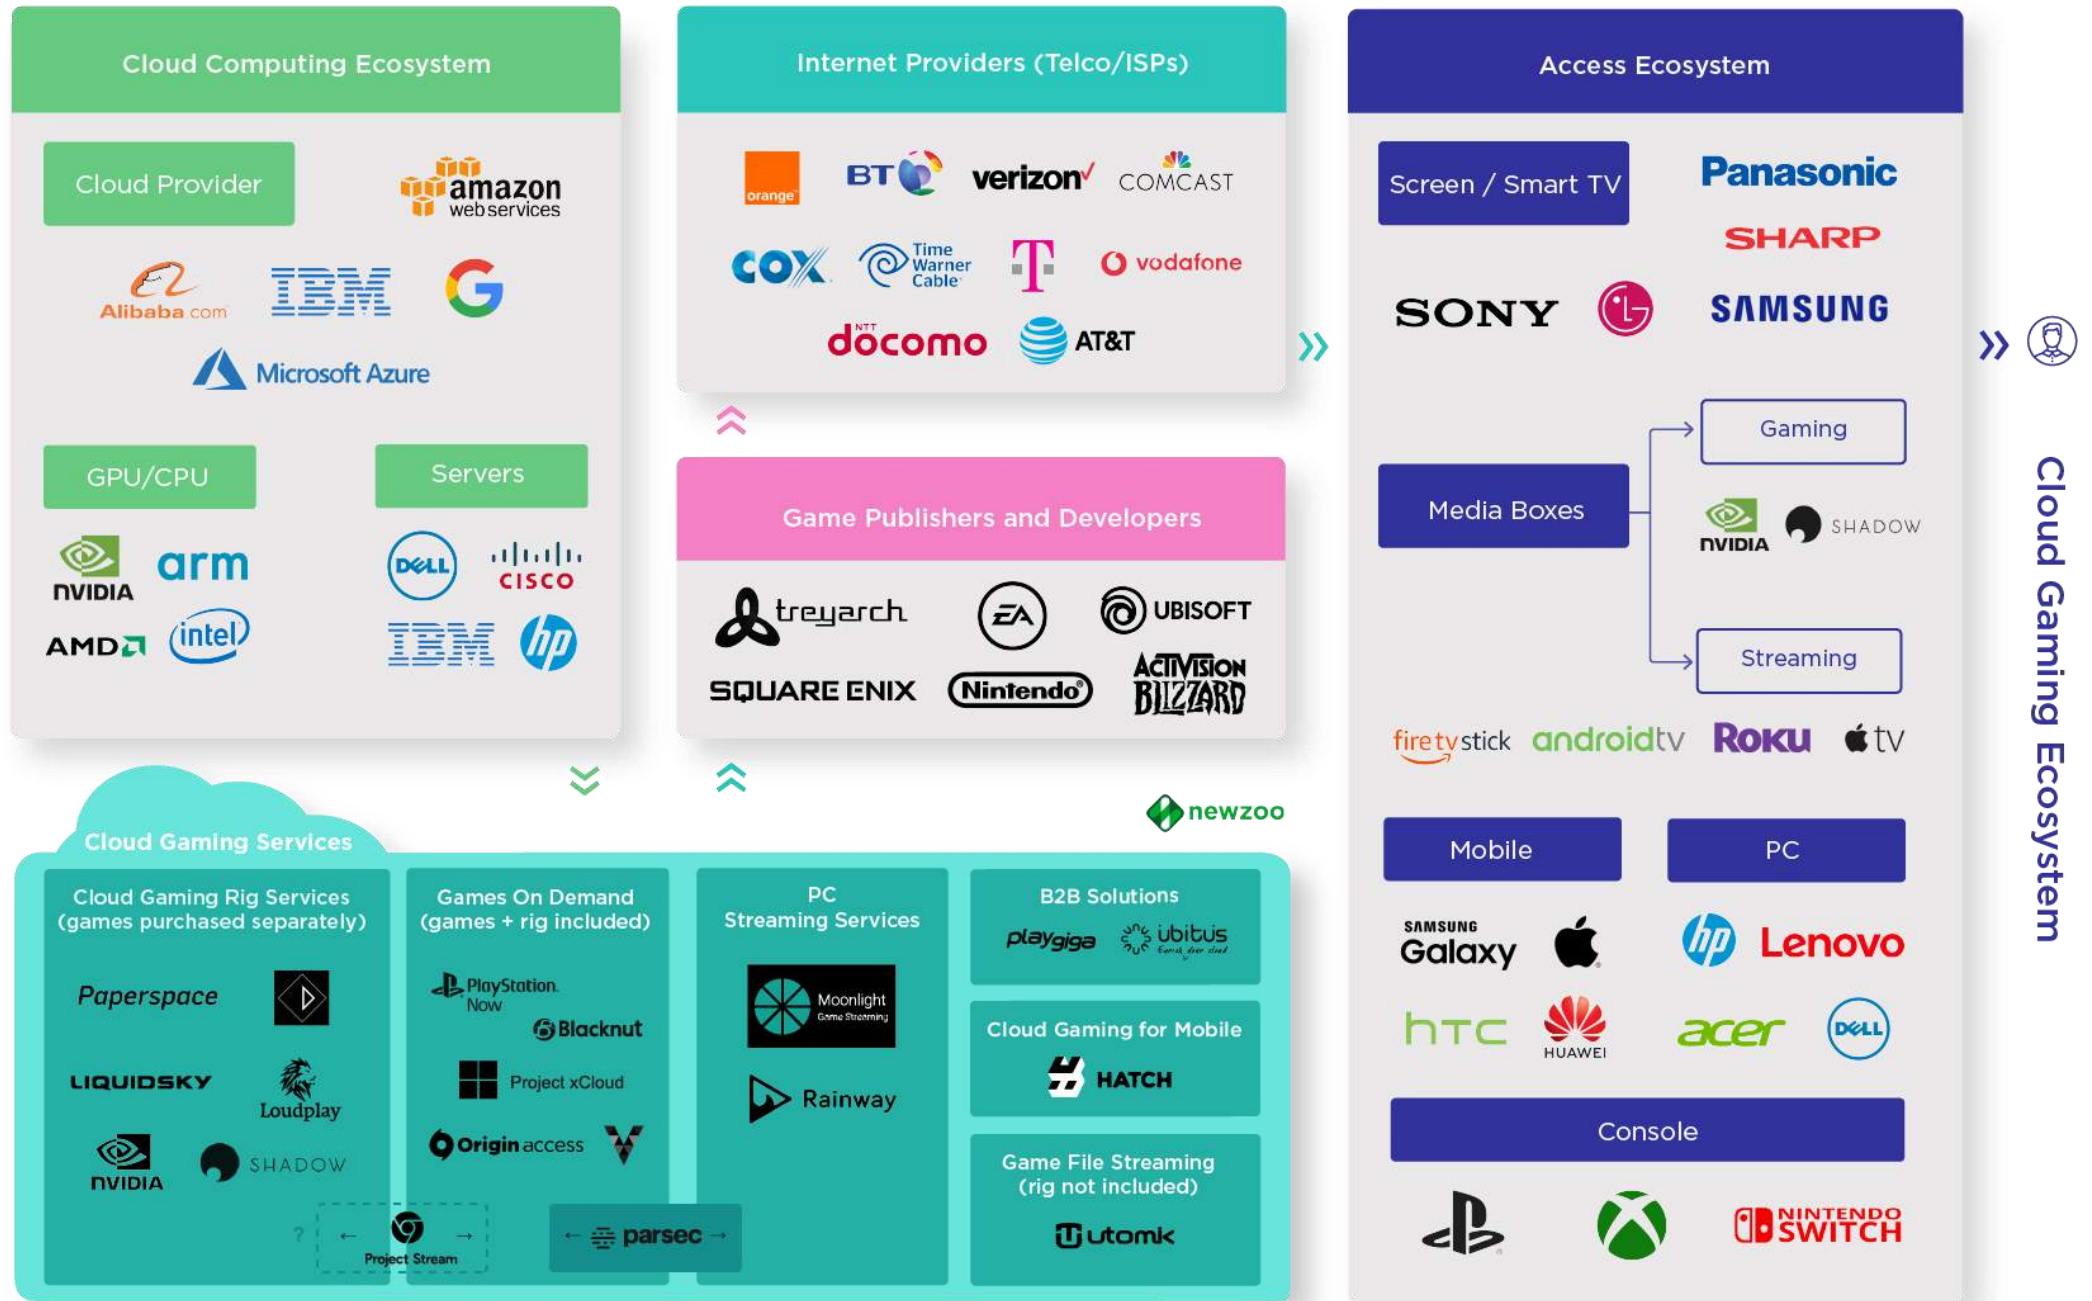 Cloud Computing Ecosystem
Cloud Provider
amazon
webservices
Alibaba.com
IBM
G
Microsoft Azure
GPU/CPU
Servers
NVIDIA
arm
DELL
CISCO
AMD
intel
IBM
hp
Internet Providers (Telco/ISPs)
orange™
BT
verizon
COMCAST
COX
Time
Warner
Cable
T
vodafone
NTT
döcomo
AT&T
Game Publishers and Developers
treyarch
EA
UBISOFT
SQUARE ENIX
Nintendo®
ACTIVISION
BLIZZARD
newzoo
Cloud Gaming Services
Cloud Gaming Rig Services
(games purchased separately)
Paperspace
LIQUIDSKY
Loudplay
NVIDIA
SHADOW
Games On Demand
(games + rig included)
PlayStation.
Now
Blacknut
Project xCloud
Origin access
?
← →
Project Stream
← parsec →
PC
Streaming Services
Moonlight
Game Streaming
Rainway
B2B Solutions
playgiga
ubitus
Cloud Gaming for Mobile
HATCH
Game File Streaming
(rig not included)
utomik
Access Ecosystem
Screen / Smart TV
Panasonic
SHARP
SONY
LG
SAMSUNG
Media Boxes
Gaming
NVIDIA
SHADOW
Streaming
firetvstick
androidtv
ROKU
tv
Mobile
PC
SAMSUNG
Galaxy
hp
Lenovo
hTC
HUAWEI
acer
DELL
Console
NINTENDO
SWITCH
Cloud Gaming Ecosystem